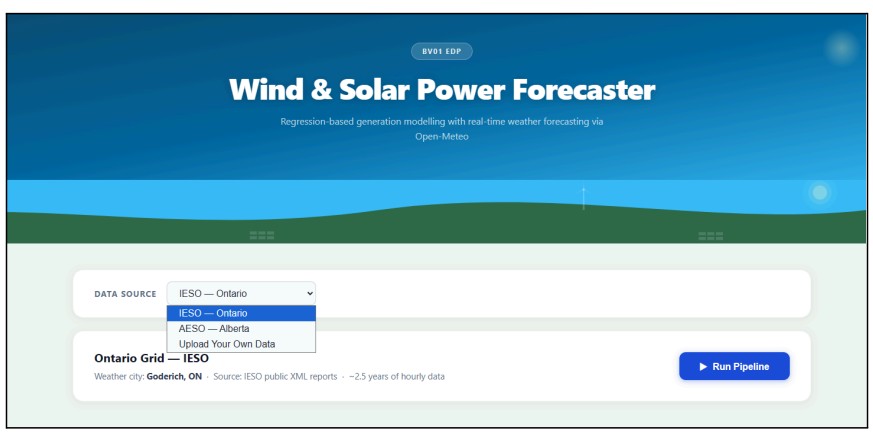 BV01 EDP
Wind & Solar Power Forecaster
Regression-based generation modelling with real-time weather forecasting via
Open-Meteo
DATA SOURCE
IESO — Ontario
IESO — Ontario
AESO — Alberta
Upload Your Own Data
Ontario Grid — IESO
Weather city: Goderich, ON · Source: IESO public XML reports · ~2.5 years of hourly data
▶ Run Pipeline